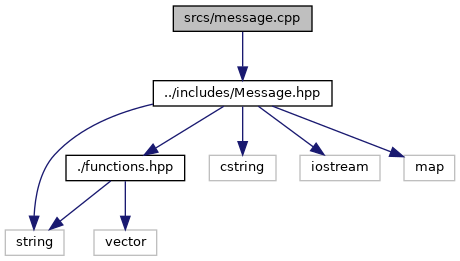 srcs/message.cpp
../includes/Message.hpp
./functions.hpp
cstring
iostream
map
string
vector